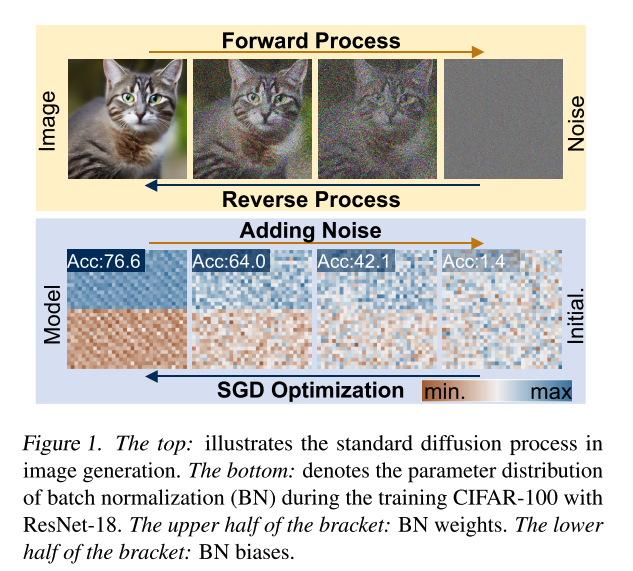 Forward Process
Image
Noise
Reverse Process
Adding Noise
Acc:76.6 Acc:64.0 Acc:42.1 Acc:1.4
Model
Initial.
SGD Optimization
min. max
Figure 1. The top: illustrates the standard diffusion process in
image generation. The bottom: denotes the parameter distribution
of batch normalization (BN) during the training CIFAR-100 with
ResNet-18. The upper half of the bracket: BN weights. The lower
half of the bracket: BN biases.